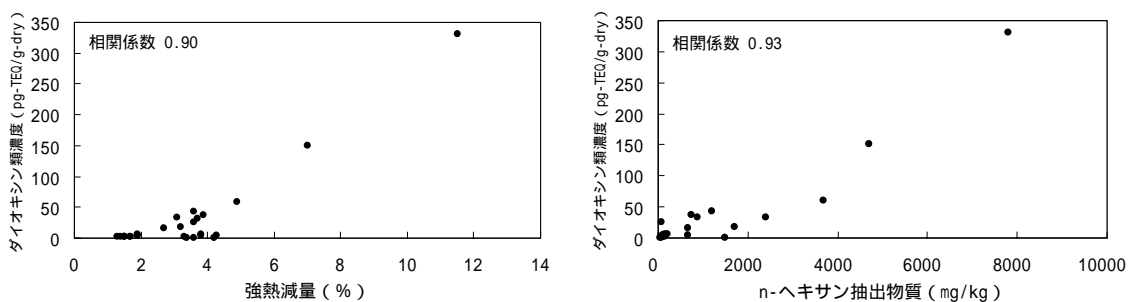 ダイオキシン類濃度(pg-TEQ/g-dry)
350
300
250
200
150
100
50
0
相関係数 0.90
0 2 4 6 8 10 12 14
強熱減量(%)
ダイオキシン類濃度(pg-TEQ/g-dry)
350
300
250
200
150
100
50
0
相関係数 0.93
0 2000 4000 6000 8000 10000
n-ヘキサン抽出物質(mg/kg)